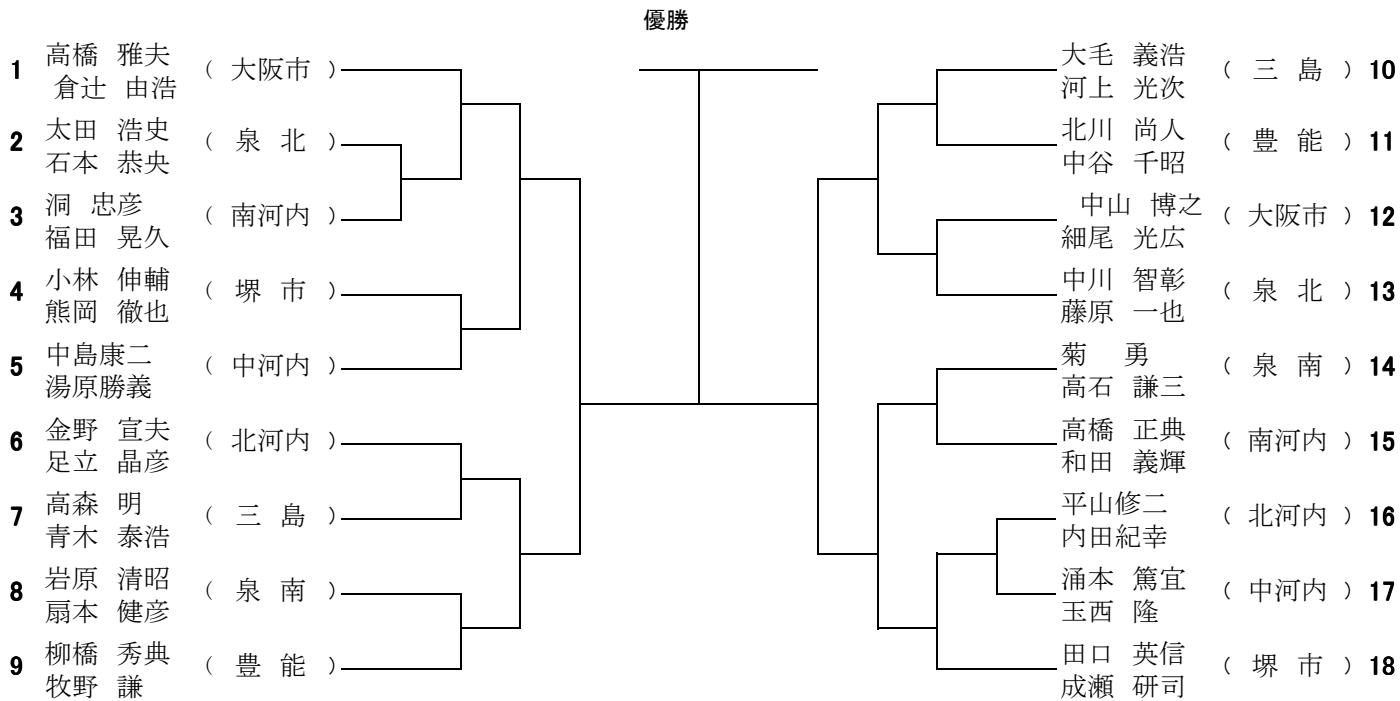 優勝
1 高橋 雅夫 ( 大阪市 )
倉辻 由浩
2 太田 浩史 ( 泉 北 )
石本 恭央
3 洞 忠彦 ( 南河内 )
福田 晃久
4 小林 伸輔 ( 堺 市 )
熊岡 徹也
5 中島康二 ( 中河内 )
湯原勝義
6 金野 宣夫 ( 北河内 )
足立 晶彦
7 高森 明 ( 三 島 )
青木 泰浩
8 岩原 清昭 ( 泉 南 )
扇本 健彦
9 柳橋 秀典 ( 豊 能 )
牧野 謙
大毛 義浩 ( 三 島 ) 10
河上 光次
北川 尚人 ( 豊 能 ) 11
中谷 千昭
中山 博之 ( 大阪市 ) 12
細尾 光広
中川 智彰 ( 泉 北 ) 13
藤原 一也
菊 勇 ( 泉 南 ) 14
高石 謙三
高橋 正典 ( 南河内 ) 15
和田 義輝
平山修二 ( 北河内 ) 16
内田紀幸
涌本 篤宜 ( 中河内 ) 17
玉西 隆
田口 英信 ( 堺 市 ) 18
成瀬 研司